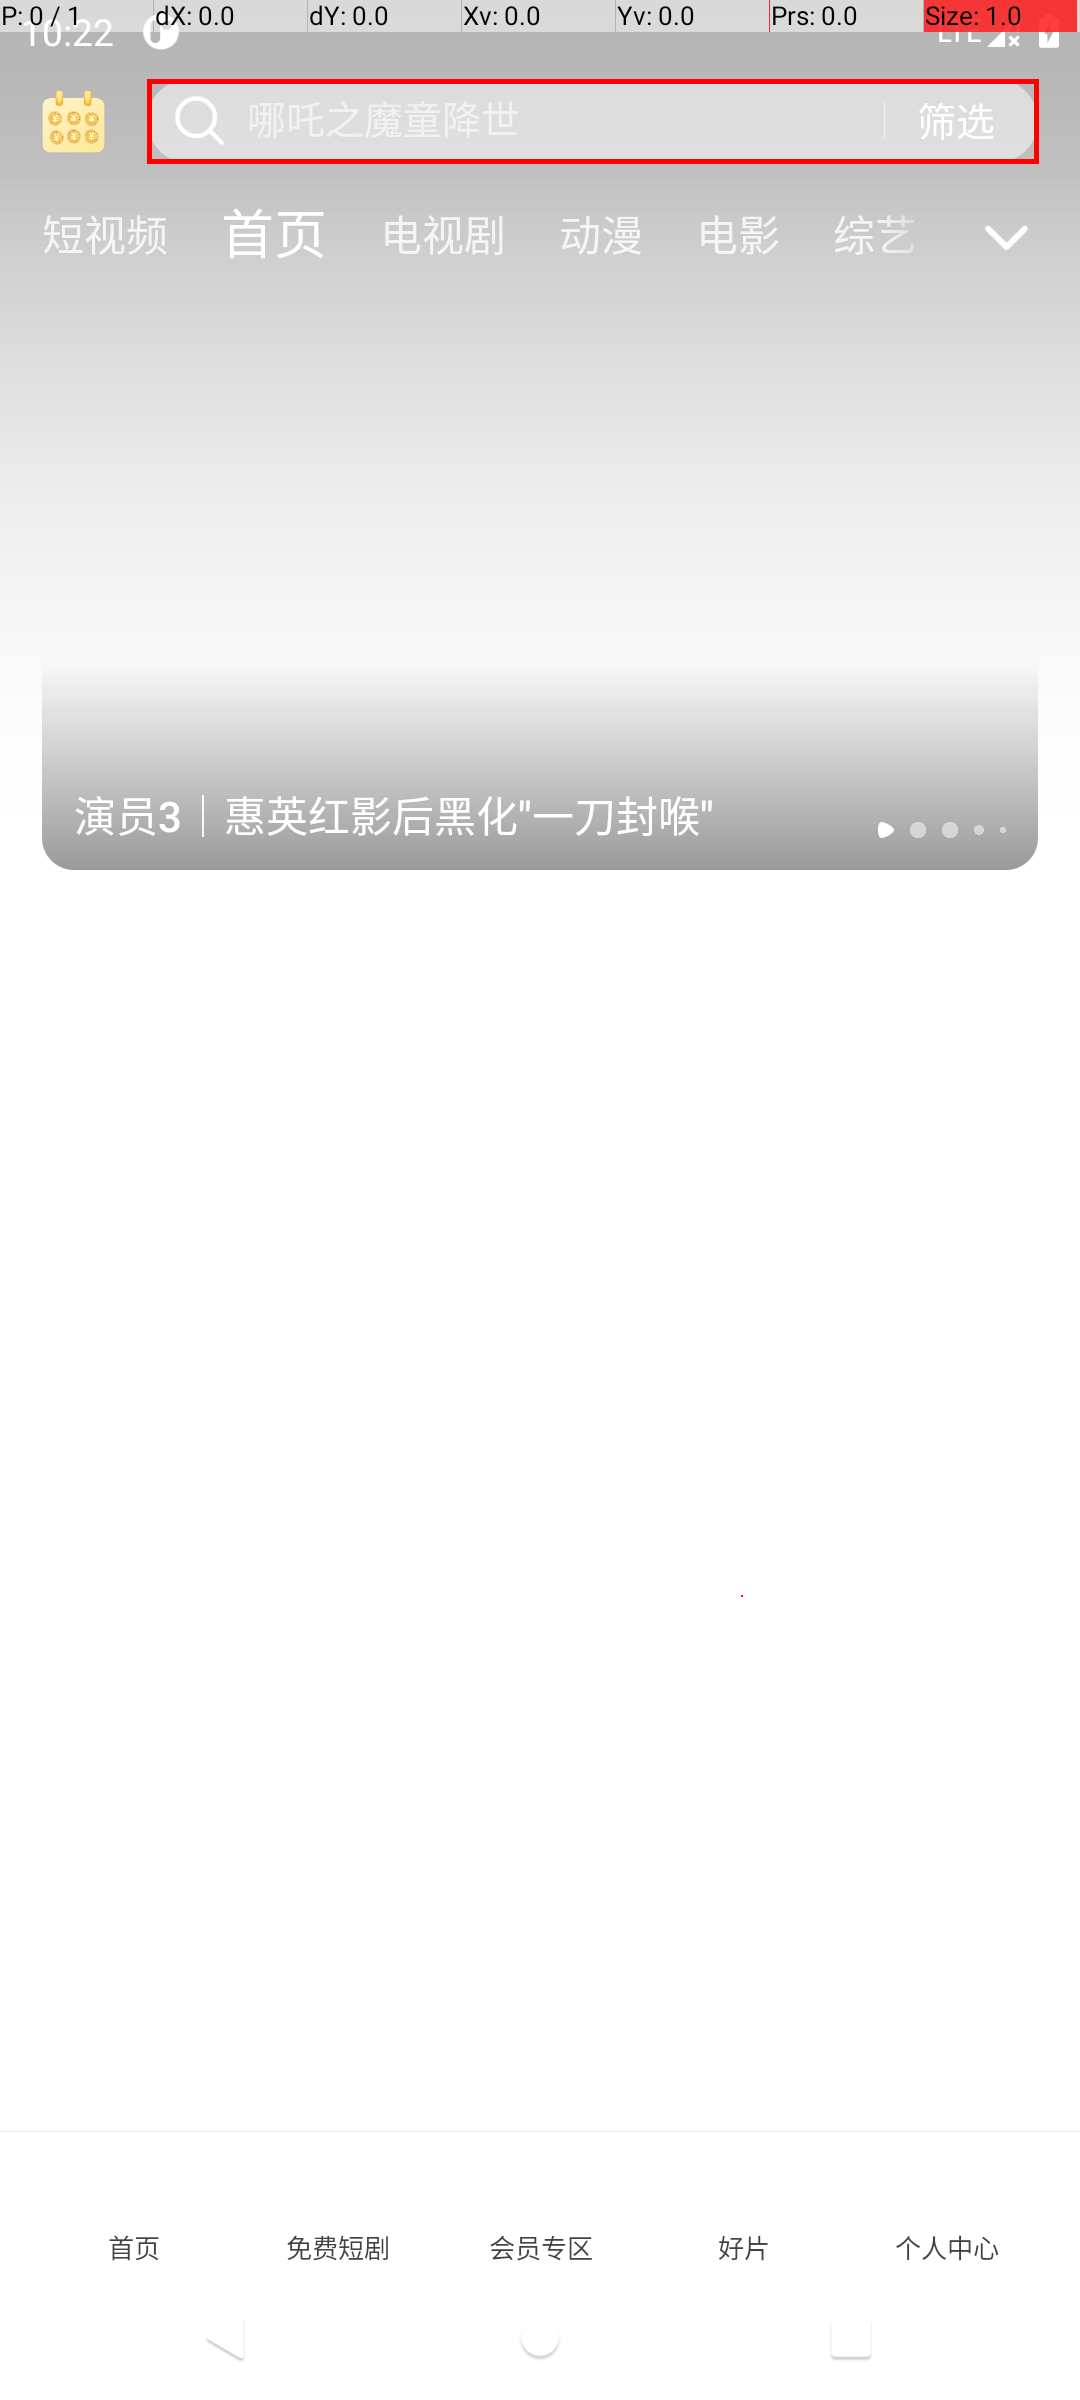 P: 0 / 1 dX: 0.0 dY: 0.0 Xv: 0.0 Yv: 0.0 Prs: 0.0 Size: 1.0
10:22 LTE
哪吒之魔童降世 筛选
短视频 首页 电视剧 动漫 电影 综艺
演员3 | 惠英红影后黑化"一刀封喉"
首页 免费短剧 会员专区 好片 个人中心